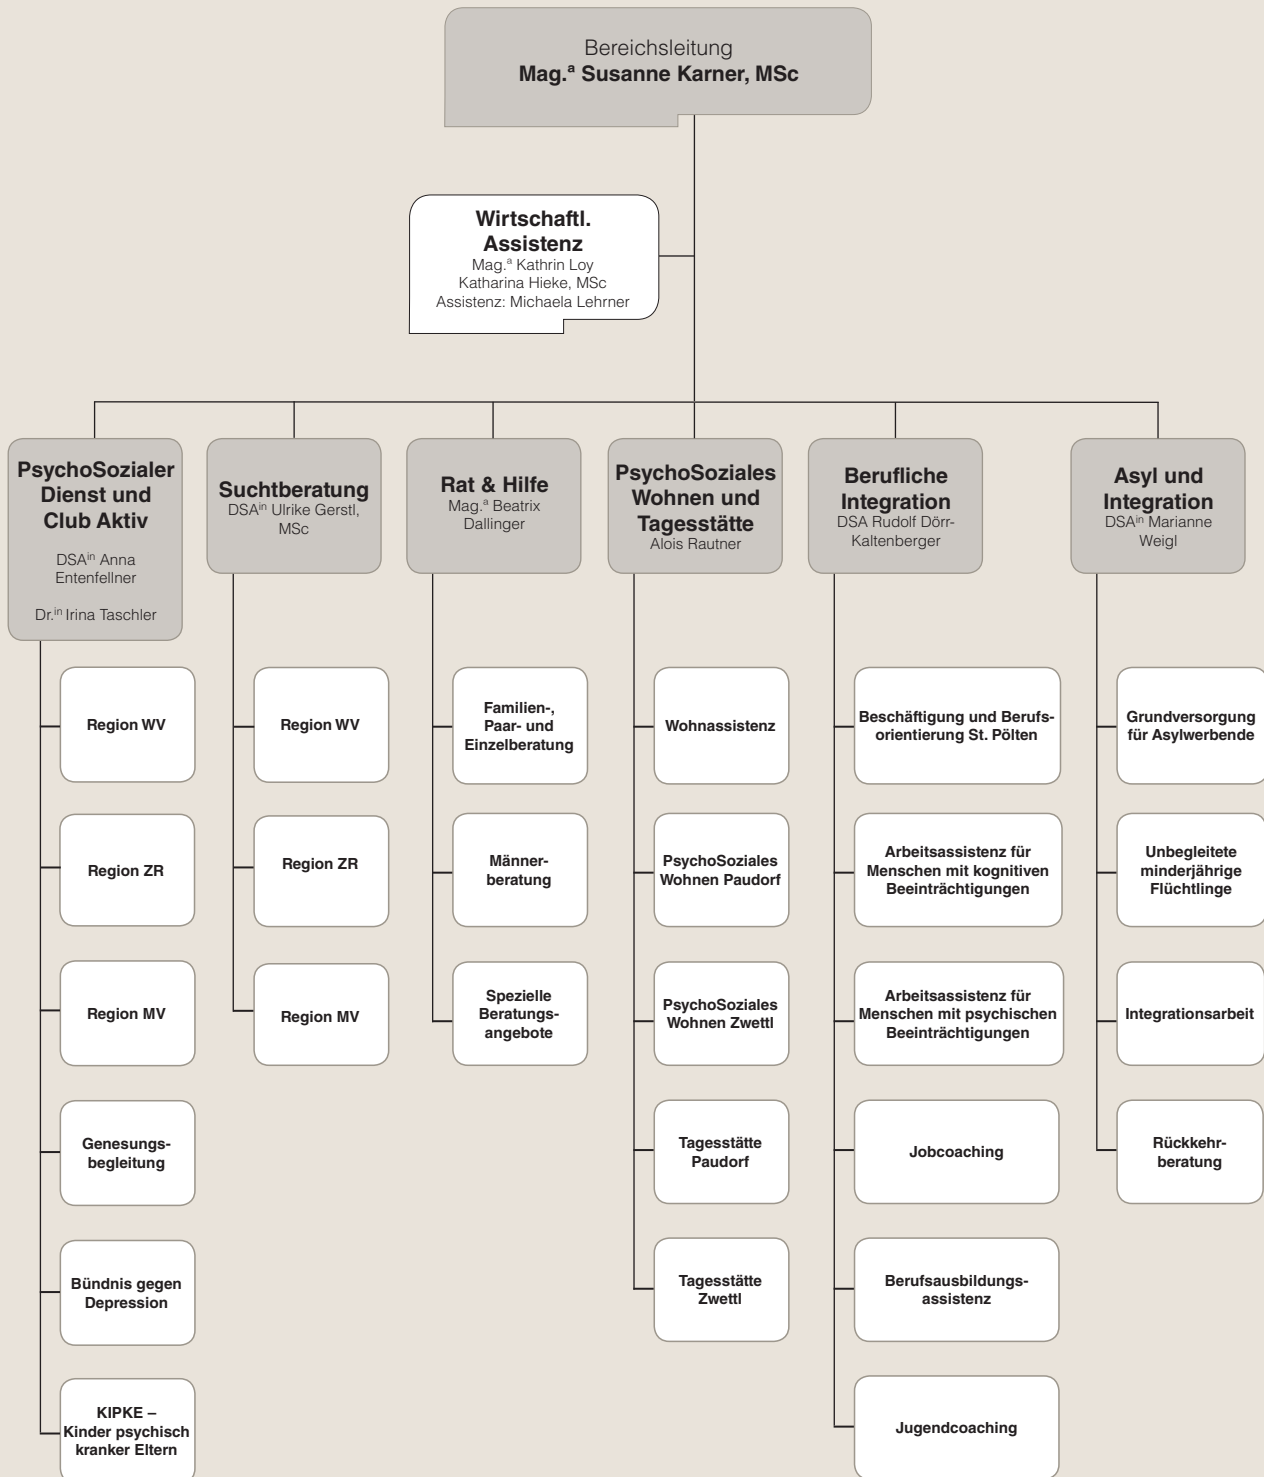 Bereichsleitung
Mag.ª Susanne Karner, MSc
Wirtschaftl.
Assistenz
Mag.ª Kathrin Loy
Katharina Hieke, MSc
Assistenz: Michaela Lehrner
PsychoSozialer
Dienst und
Club Aktiv
DSAⁱⁿ Anna
Entenfellner
Dr.ⁱⁿ Irina Taschler
Suchtberatung
DSAⁱⁿ Ulrike Gerstl,
MSc
Rat & Hilfe
Mag.ª Beatrix
Dallinger
PsychoSoziales
Wohnen und
Tagesstätte
Alois Rautner
Berufliche
Integration
DSA Rudolf Dörr-
Kaltenberger
Asyl und
Integration
DSAⁱⁿ Marianne
Weigl
Region WV
Region ZR
Region MV
Genesungs-
begleitung
Bündnis gegen
Depression
KIPKE –
Kinder psychisch
kranker Eltern
Region WV
Region ZR
Region MV
Familien-,
Paar- und
Einzelberatung
Männer-
beratung
Spezielle
Beratungs-
angebote
Wohnassistenz
PsychoSoziales
Wohnen Paudorf
PsychoSoziales
Wohnen Zwettl
Tagesstätte
Paudorf
Tagesstätte
Zwettl
Beschäftigung und Berufs-
orientierung St. Pölten
Arbeitsassistenz für
Menschen mit kognitiven
Beeinträchtigungen
Arbeitsassistenz für
Menschen mit psychischen
Beeinträchtigungen
Jobcoaching
Berufsausbildungs-
assistenz
Jugendcoaching
Grundversorgung
für Asylwerbende
Unbegleitete
minderjährige
Flüchtlinge
Integrationsarbeit
Rückkehr-
beratung